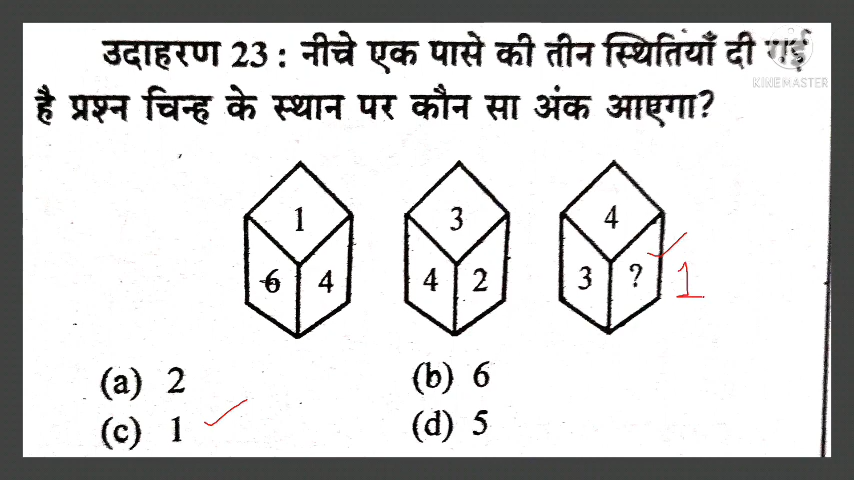 उदाहरण 23 : नीचे एक पासे की तीन स्थितियाँ दी गई
KINEMASTER
है प्रश्न चिन्ह के स्थान पर कौन सा अंक आएगा?
1 3 4
6 4 4 2 3 ? 1
(a) 2 (b) 6
(c) 1 (d) 5